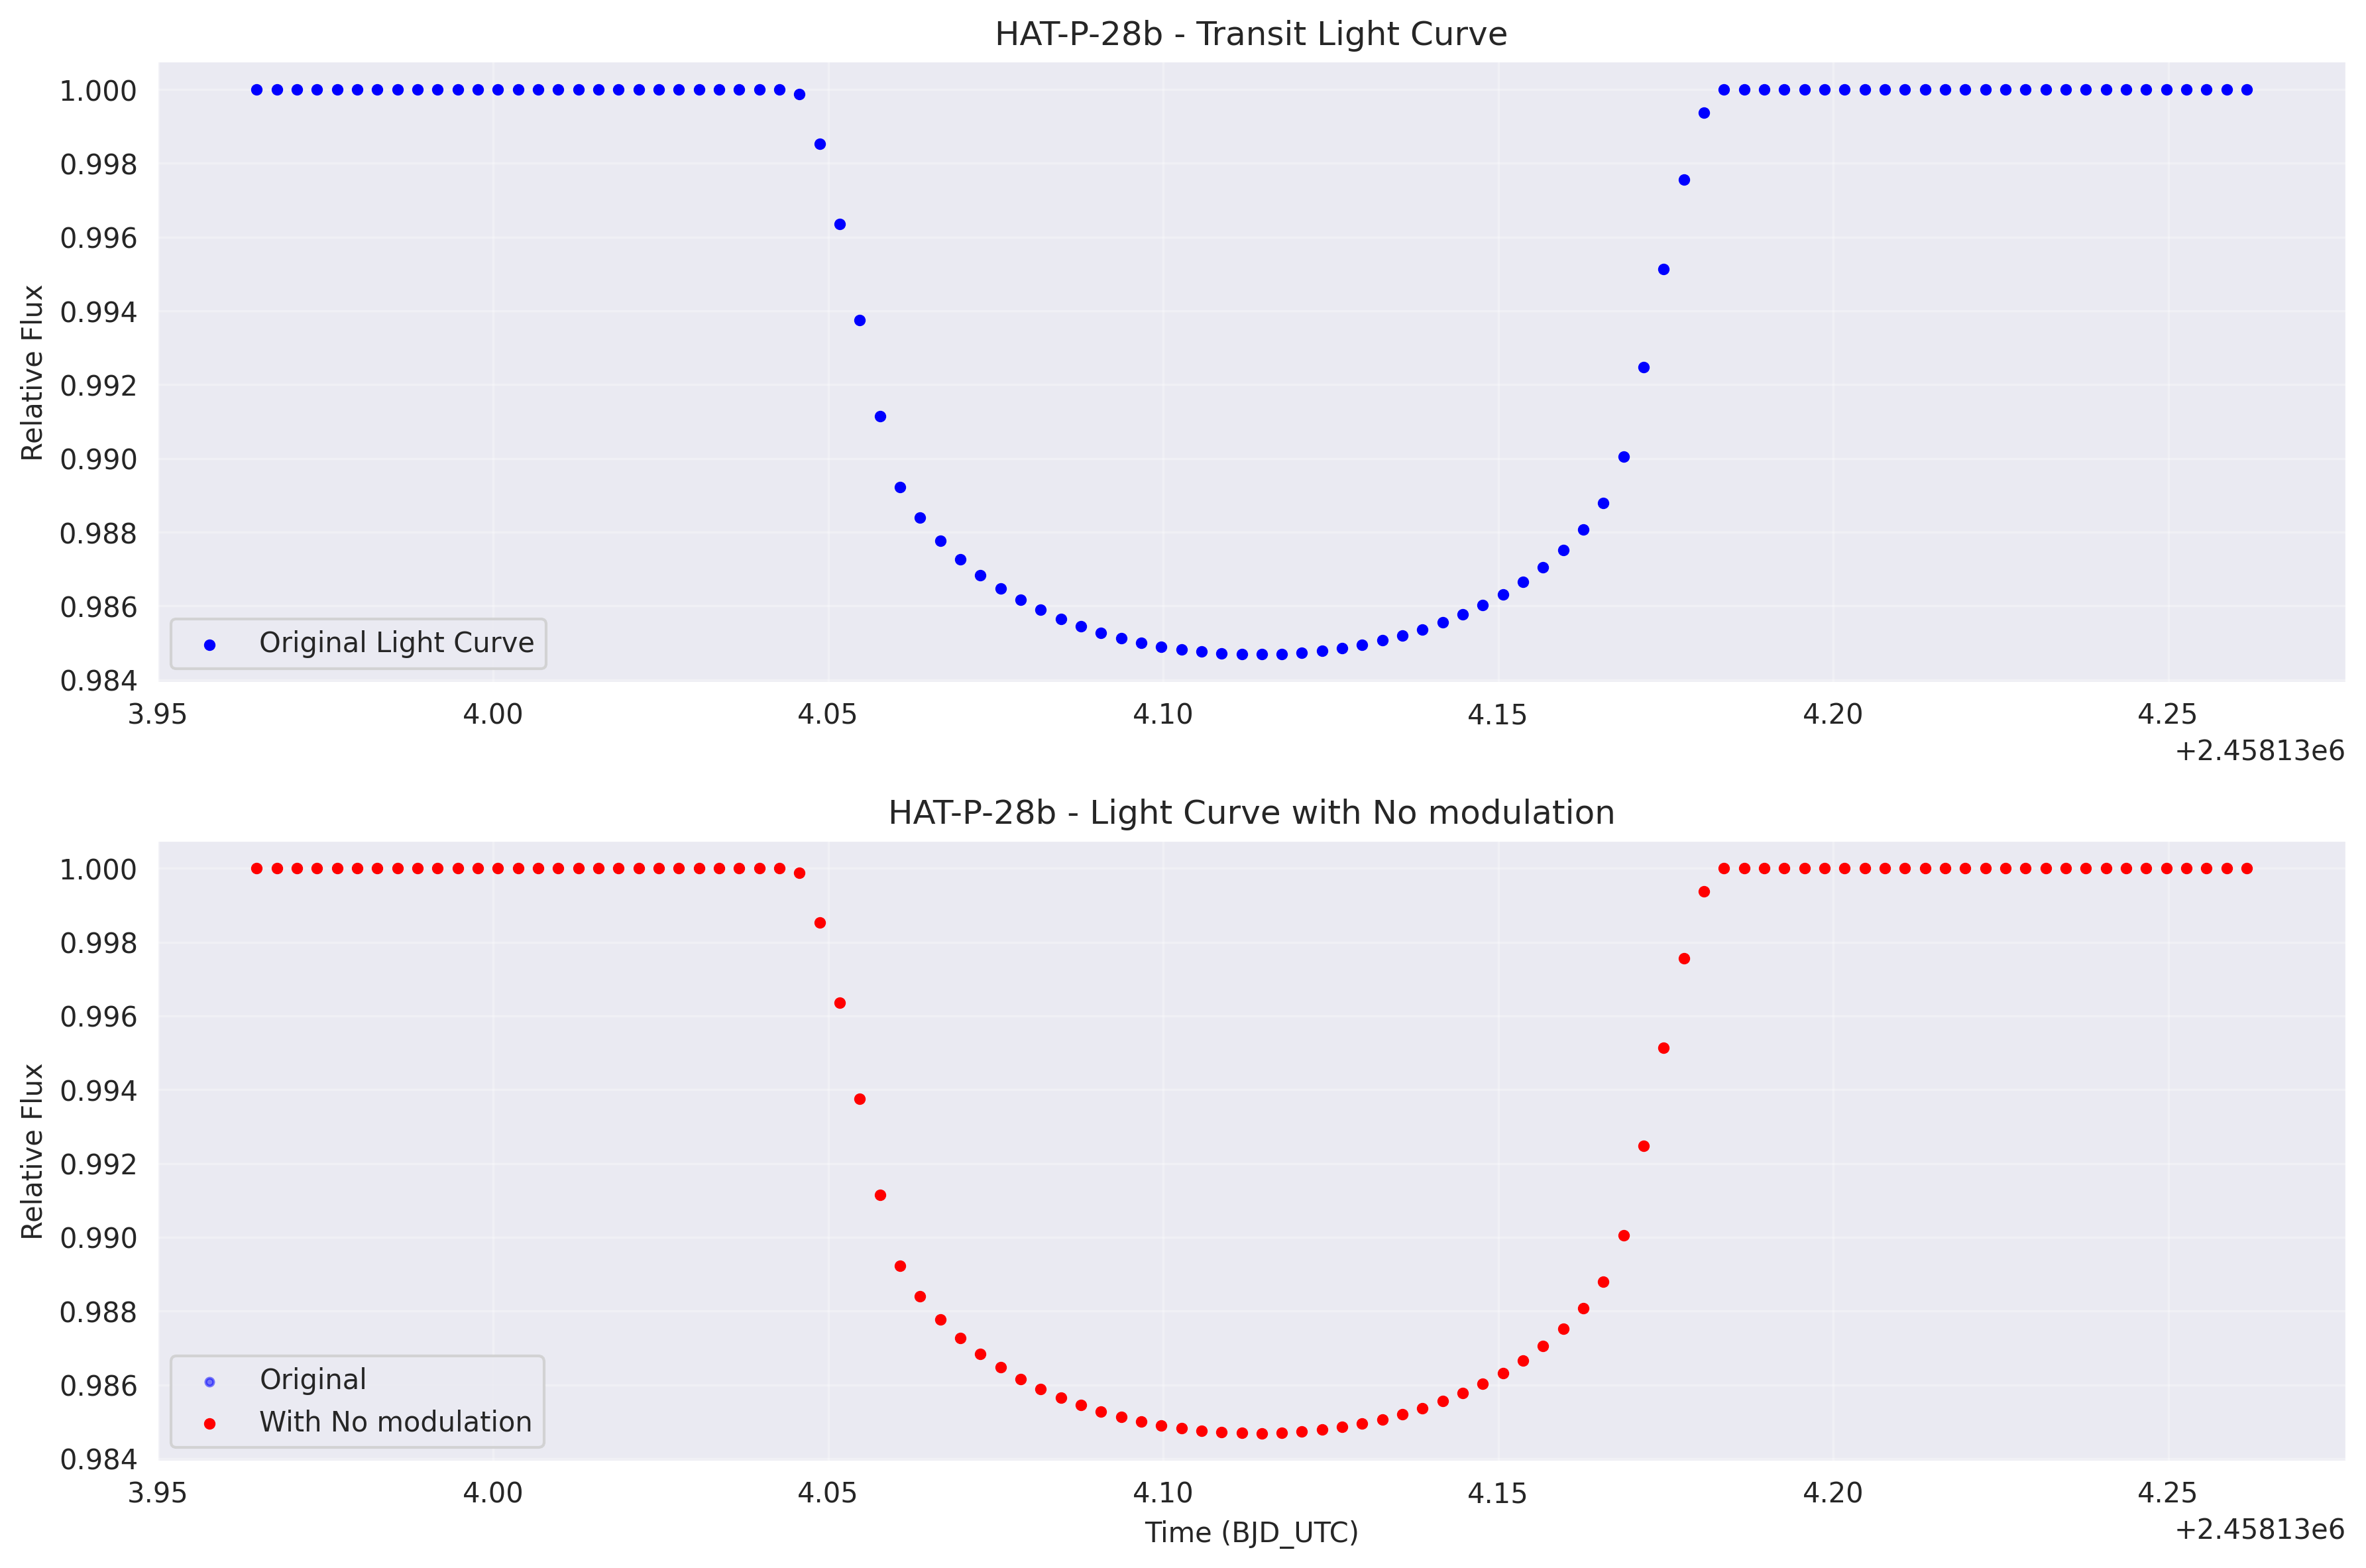 HAT-P-28b - Transit Light Curve
Relative Flux
1.000
0.998
0.996
0.994
0.992
0.990
0.988
0.986
0.984
Original Light Curve
3.95 4.00 4.05 4.10 4.15 4.20 4.25
+2.45813e6
HAT-P-28b - Light Curve with No modulation
Relative Flux
1.000
0.998
0.996
0.994
0.992
0.990
0.988
0.986
0.984
Original
With No modulation
3.95 4.00 4.05 4.10 4.15 4.20 4.25
Time (BJD_UTC)
+2.45813e6